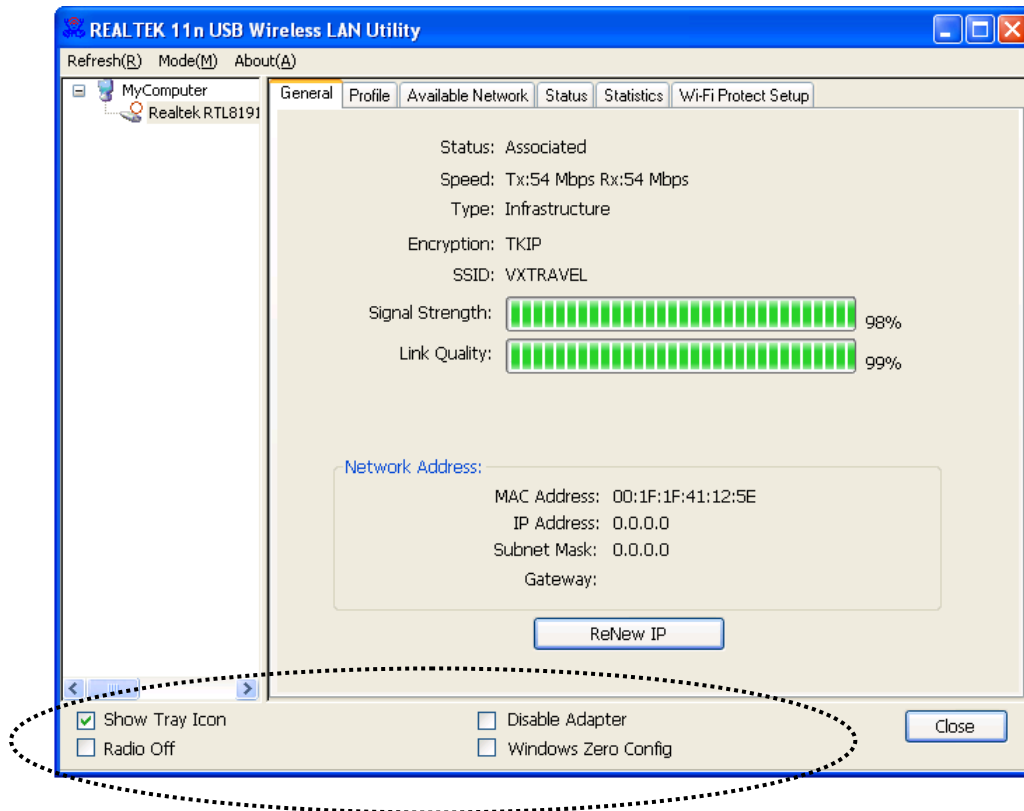 REALTEK 11n USB Wireless LAN Utility
Refresh(R) Mode(M) About(A)
MyComputer
Realtek RTL8191
General Profile Available Network Status Statistics Wi-Fi Protect Setup
Status: Associated
Speed: Tx:54 Mbps Rx:54 Mbps
Type: Infrastructure
Encryption: TKIP
SSID: VXTRAVEL
Signal Strength: 98%
Link Quality: 99%
Network Address:
MAC Address: 00:1F:1F:41:12:5E
IP Address: 0.0.0.0
Subnet Mask: 0.0.0.0
Gateway:
ReNew IP
Show Tray Icon
Radio Off
Disable Adapter
Windows Zero Config
Close